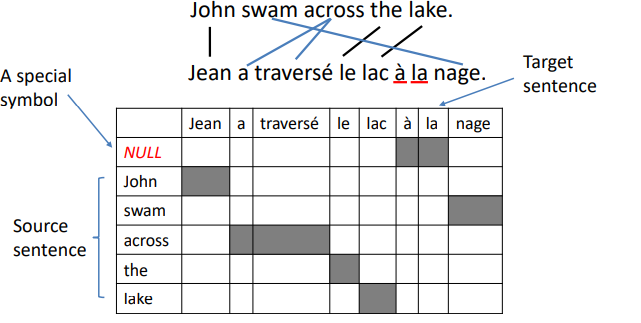 John swam across the lake.
Jean a traversé le lac à la nage.
A special
symbol
Target
sentence
Jean a traversé le lac à la nage
NULL
John
swam
across
the
lake
Source
sentence